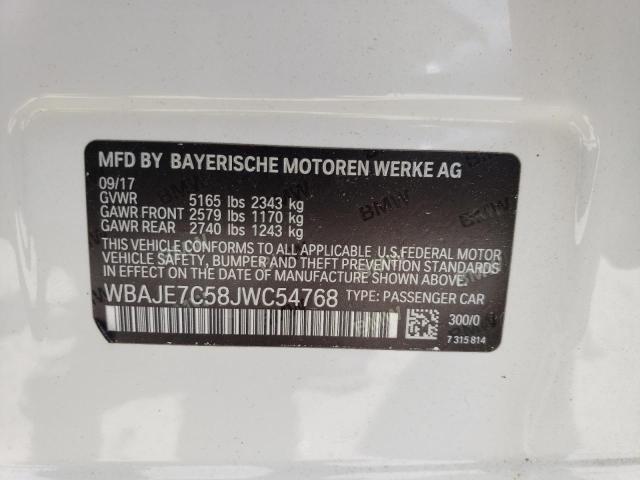 MFD BY BAYERISCHE MOTOREN WERKE AG
09/17
GVWR 5165 lbs 2343 kg
GAWR FRONT 2579 lbs 1170 kg
GAWR REAR 2740 lbs 1243 kg
THIS VEHICLE CONFORMS TO ALL APPLICABLE U.S.FEDERAL MOTOR
VEHICLE SAFETY, BUMPER AND THEFT PREVENTION STANDARDS
IN EFFECT ON THE DATE OF MANUFACTURE SHOWN ABOVE.
WBAJE7C58JWC54768 TYPE: PASSENGER CAR
300/0
7 315 814